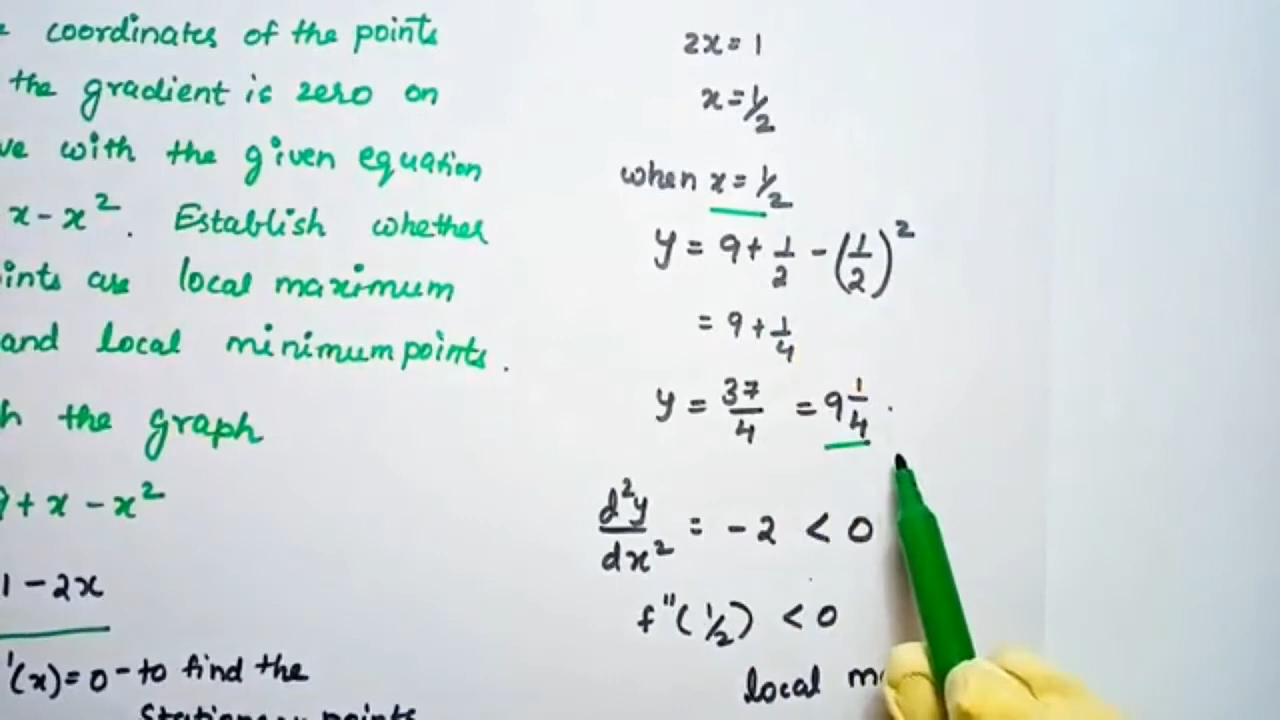 coordinates of the points
the gradient is zero on
ve with the given equation
x - x². Establish whether
ints are local maximum
and local minimum points.
h the graph
9 + x - x²
1 - 2x
'(x) = 0 - to find the
Stationary points
2x = 1
x = 1/2
when x = 1/2
y = 9 + 1/2 - (1/2)²
= 9 + 1/4
y = 37/4 = 9 1/4.
d²y/dx² = -2 < 0
f"(1/2) < 0
local m